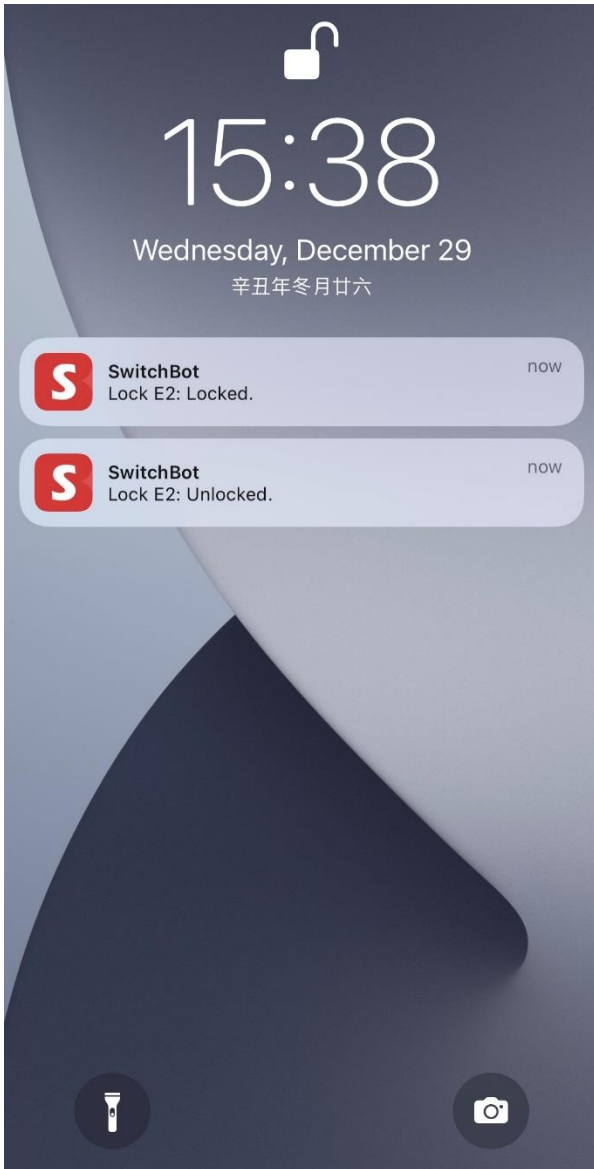 15:38
Wednesday, December 29
辛丑年冬月廿六
SwitchBot
now
Lock E2: Locked.
SwitchBot
now
Lock E2: Unlocked.